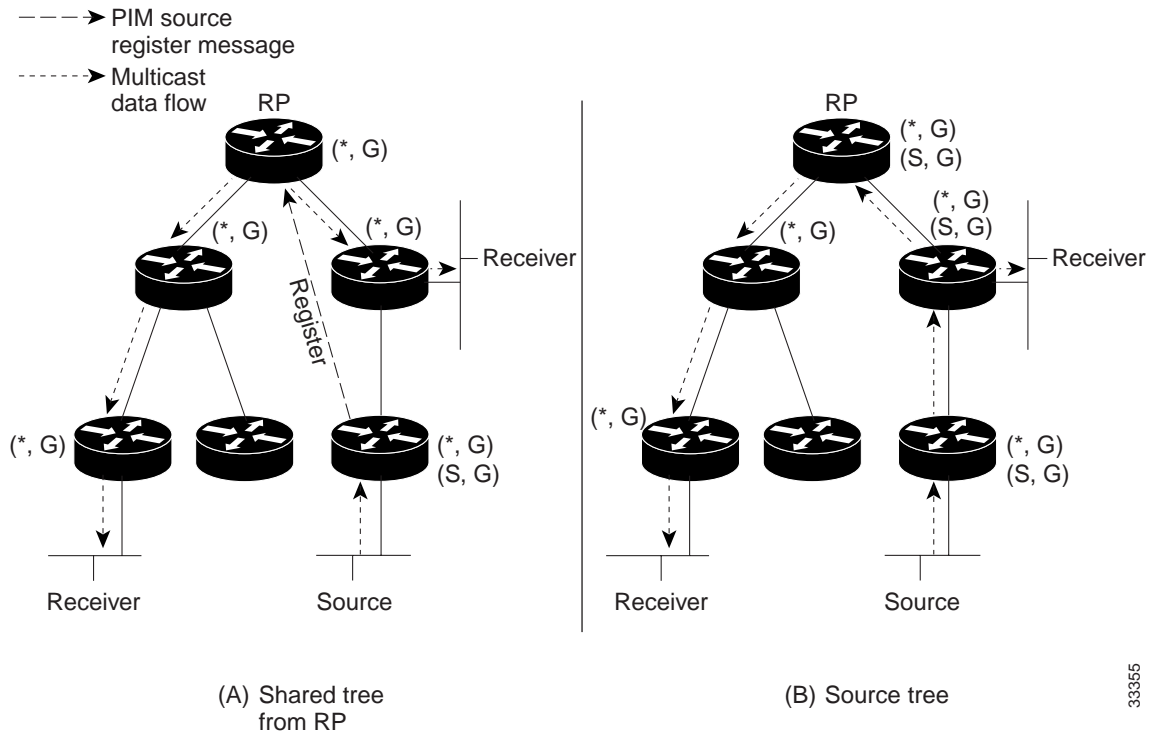 PIM source
register message
Multicast
data flow
RP
(*, G)
(*, G)
(*, G)
Receiver
Register
(*, G)
(*, G)
(S, G)
Receiver
Source
(A) Shared tree
from RP
RP
(*, G)
(S, G)
(*, G)
(S, G)
(*, G)
Receiver
(*, G)
(*, G)
(S, G)
Receiver
Source
(B) Source tree
33355